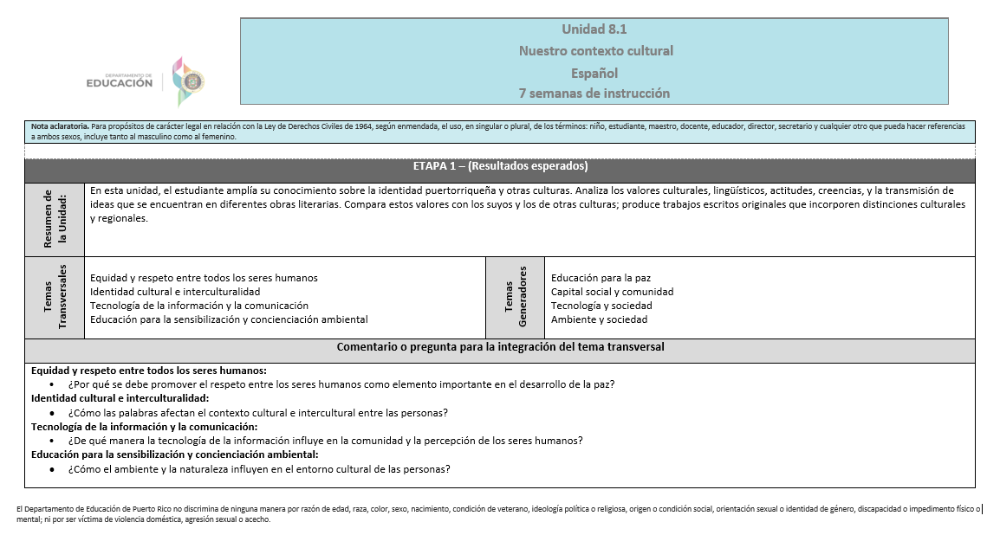 Unidad 8.1
Nuestro contexto cultural
Español
7 semanas de instrucción
DEPARTAMENTO DE
EDUCACIÓN
Nota aclaratoria. Para propósitos de carácter legal en relación con la Ley de Derechos Civiles de 1964, según enmendada, el uso, en singular o plural, de los términos: niño, estudiante, maestro, docente, educador, director, secretario y cualquier otro que pueda hacer referencias
a ambos sexos, incluye tanto al masculino como al femenino.
ETAPA 1 – (Resultados esperados)
Resumen de
la Unidad:
En esta unidad, el estudiante amplía su conocimiento sobre la identidad puertorriqueña y otras culturas. Analiza los valores culturales, lingüísticos, actitudes, creencias, y la transmisión de
ideas que se encuentran en diferentes obras literarias. Compara estos valores con los suyos y los de otras culturas; produce trabajos escritos originales que incorporen distinciones culturales
y regionales.
Temas
Transversales
Equidad y respeto entre todos los seres humanos
Identidad cultural e interculturalidad
Tecnología de la información y la comunicación
Educación para la sensibilización y concienciación ambiental
Temas
Generadores
Educación para la paz
Capital social y comunidad
Tecnología y sociedad
Ambiente y sociedad
Comentario o pregunta para la integración del tema transversal
Equidad y respeto entre todos los seres humanos:
• ¿Por qué se debe promover el respeto entre los seres humanos como elemento importante en el desarrollo de la paz?
Identidad cultural e interculturalidad:
• ¿Cómo las palabras afectan el contexto cultural e intercultural entre las personas?
Tecnología de la información y la comunicación:
• ¿De qué manera la tecnología de la información influye en la comunidad y la percepción de los seres humanos?
Educación para la sensibilización y concienciación ambiental:
• ¿Cómo el ambiente y la naturaleza influyen en el entorno cultural de las personas?
El Departamento de Educación de Puerto Rico no discrimina de ninguna manera por razón de edad, raza, color, sexo, nacimiento, condición de veterano, ideología política o religiosa, origen o condición social, orientación sexual o identidad de género, discapacidad o impedimento físico o
mental; ni por ser víctima de violencia doméstica, agresión sexual o acecho.